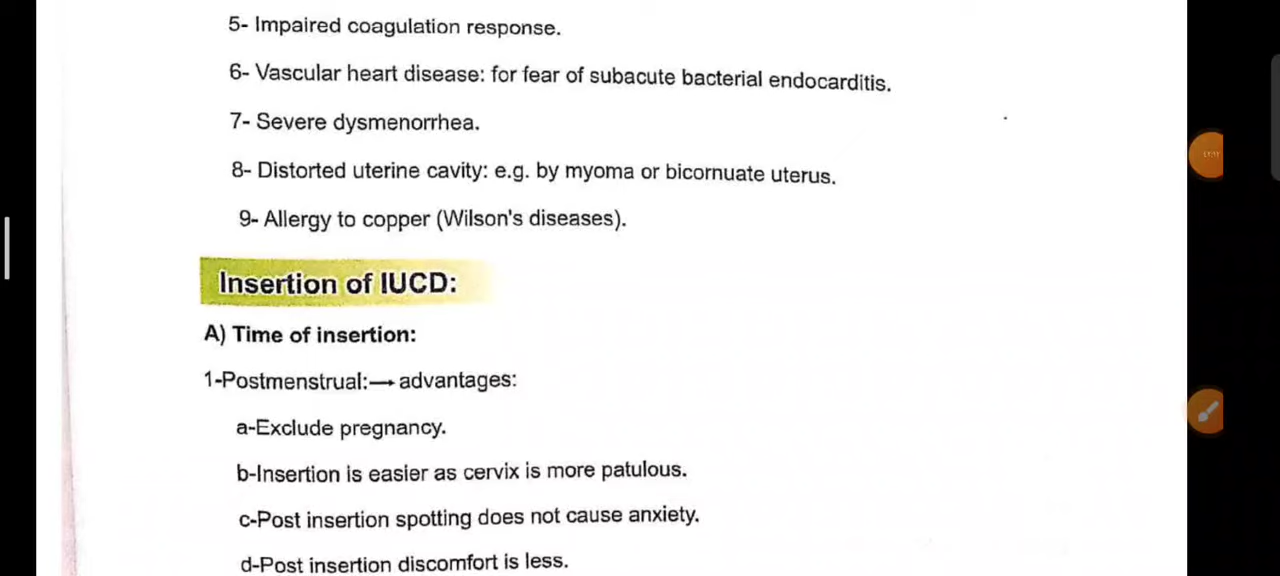 5- Impaired coagulation response.
6- Vascular heart disease: for fear of subacute bacterial endocarditis.
7- Severe dysmenorrhea.
8- Distorted uterine cavity: e.g. by myoma or bicornuate uterus.
9- Allergy to copper (Wilson's diseases).
Insertion of IUCD:
A) Time of insertion:
1-Postmenstrual:→ advantages:
a-Exclude pregnancy.
b-Insertion is easier as cervix is more patulous.
c-Post insertion spotting does not cause anxiety.
d-Post insertion discomfort is less.